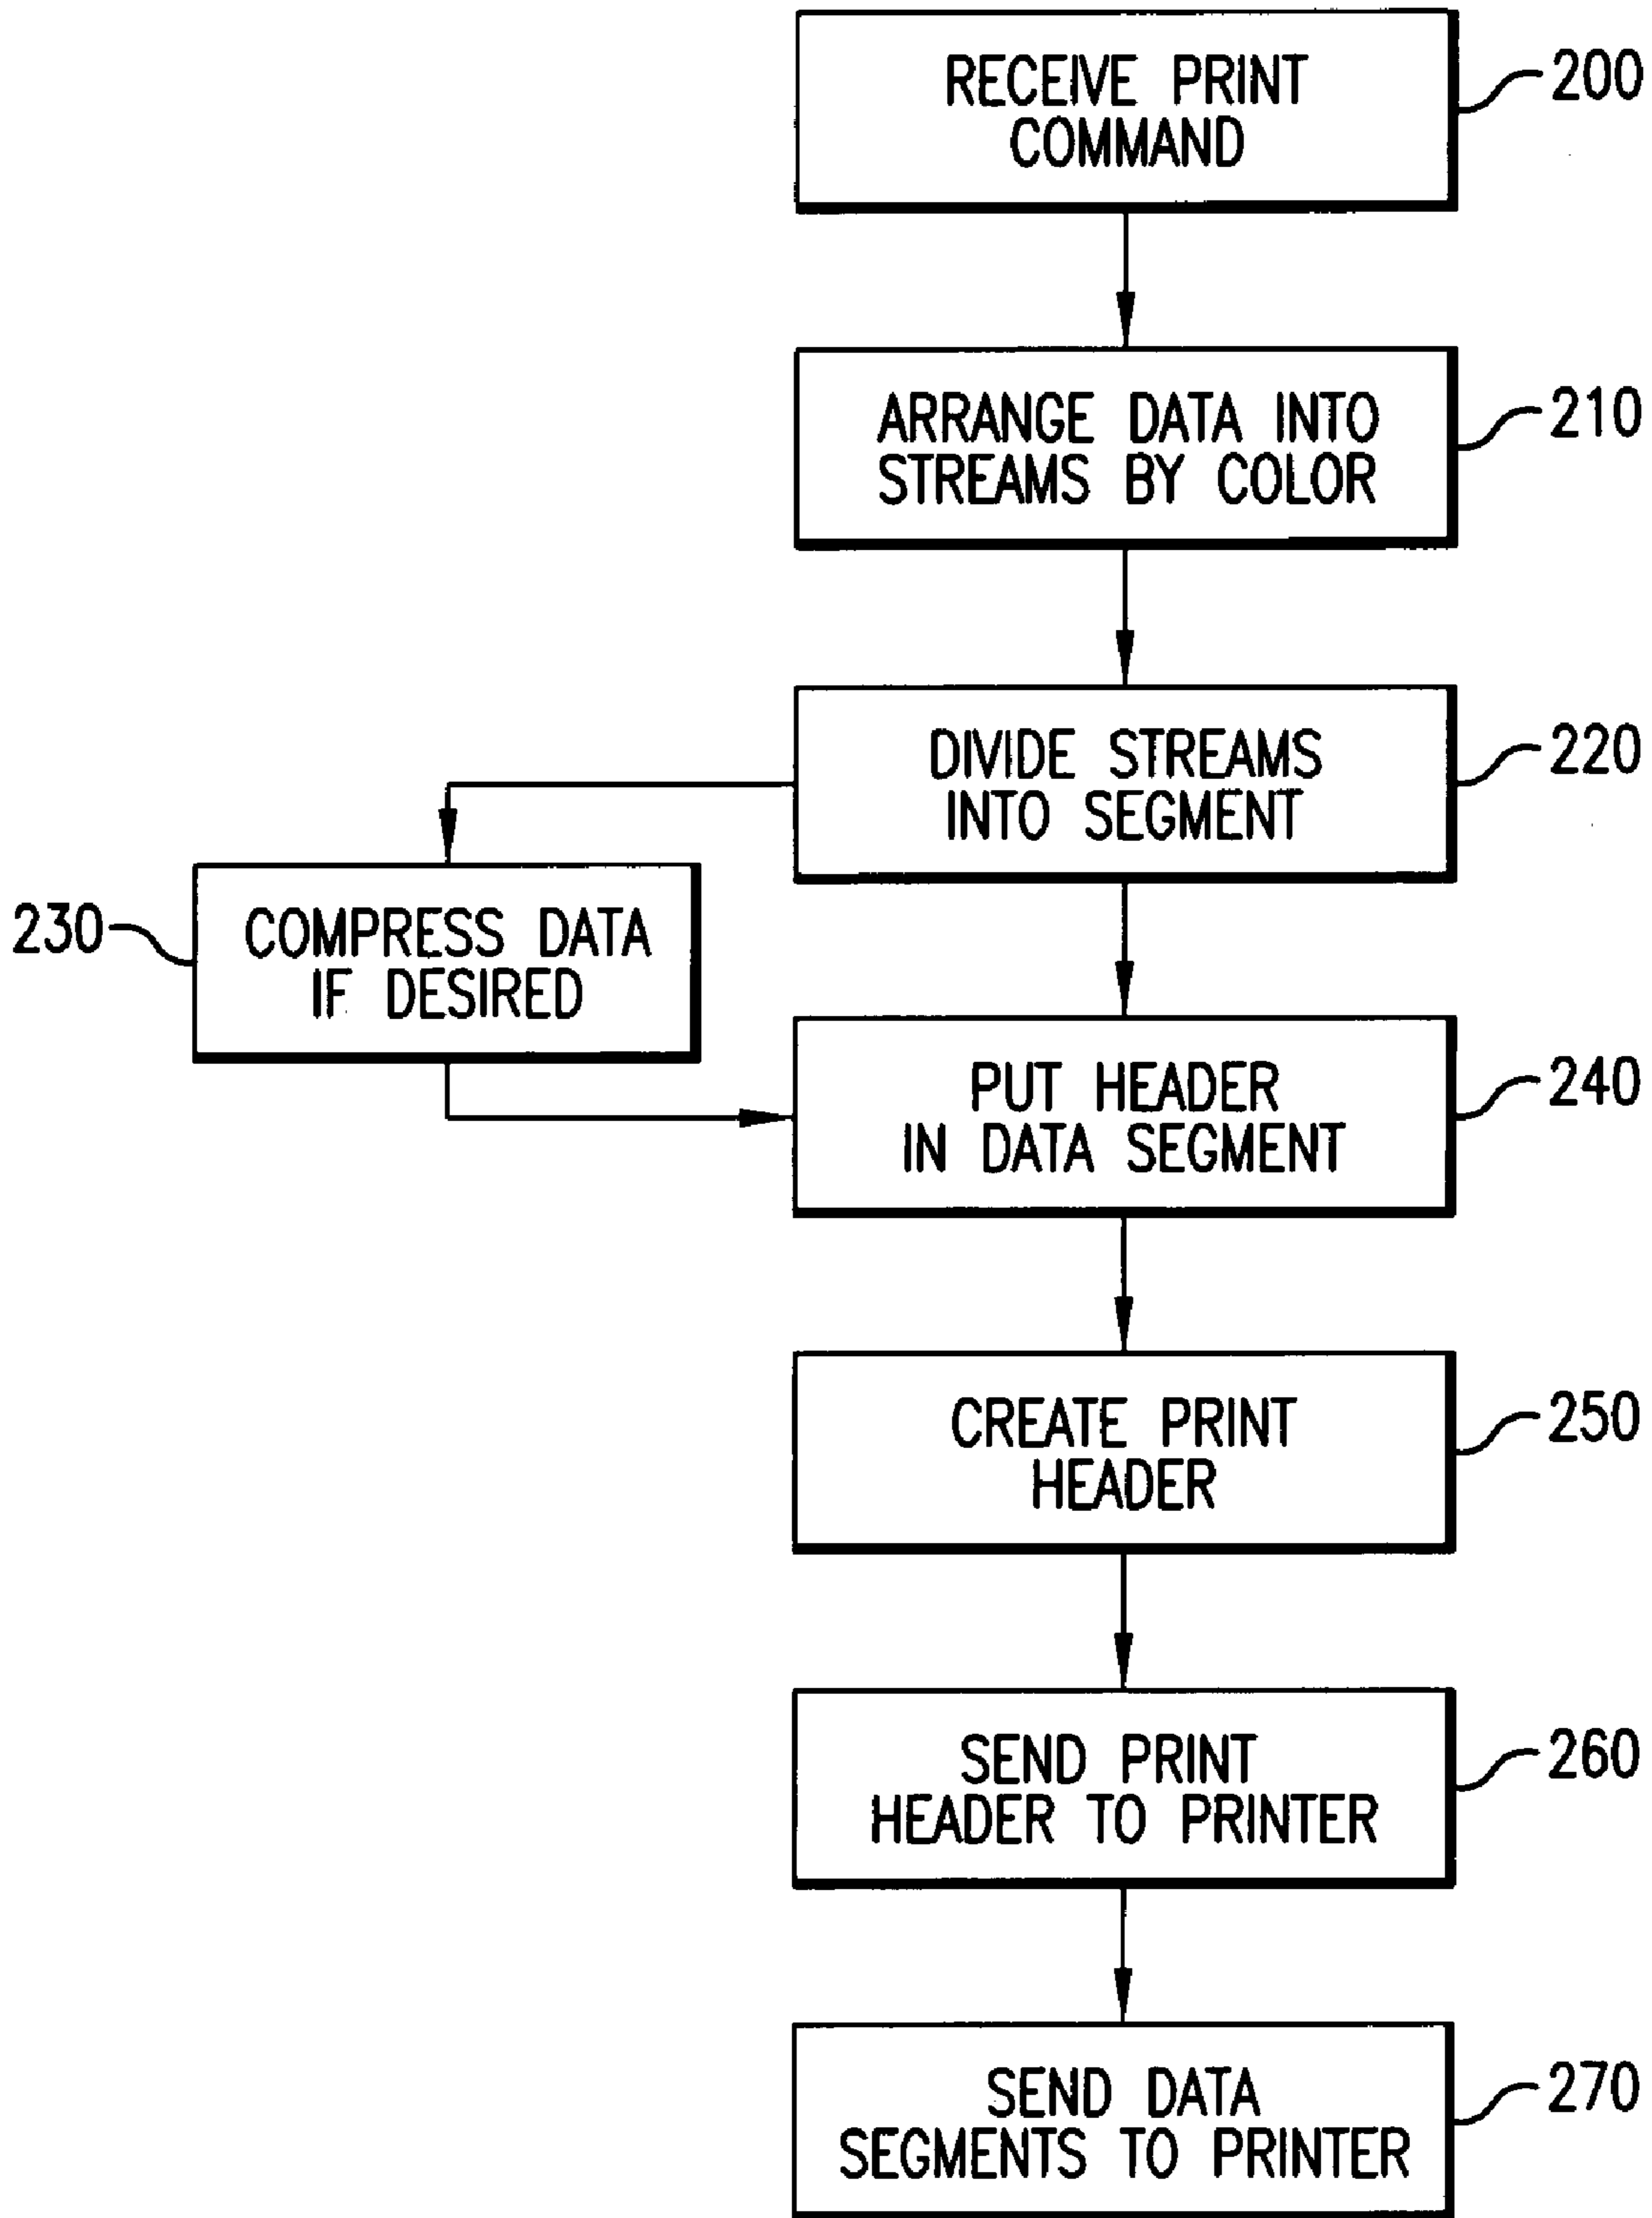 RECEIVE PRINT
COMMAND
200
ARRANGE DATA INTO
STREAMS BY COLOR
210
DIVIDE STREAMS
INTO SEGMENT
220
230
COMPRESS DATA
IF DESIRED
PUT HEADER
IN DATA SEGMENT
240
CREATE PRINT
HEADER
250
SEND PRINT
HEADER TO PRINTER
260
SEND DATA
SEGMENTS TO PRINTER
270